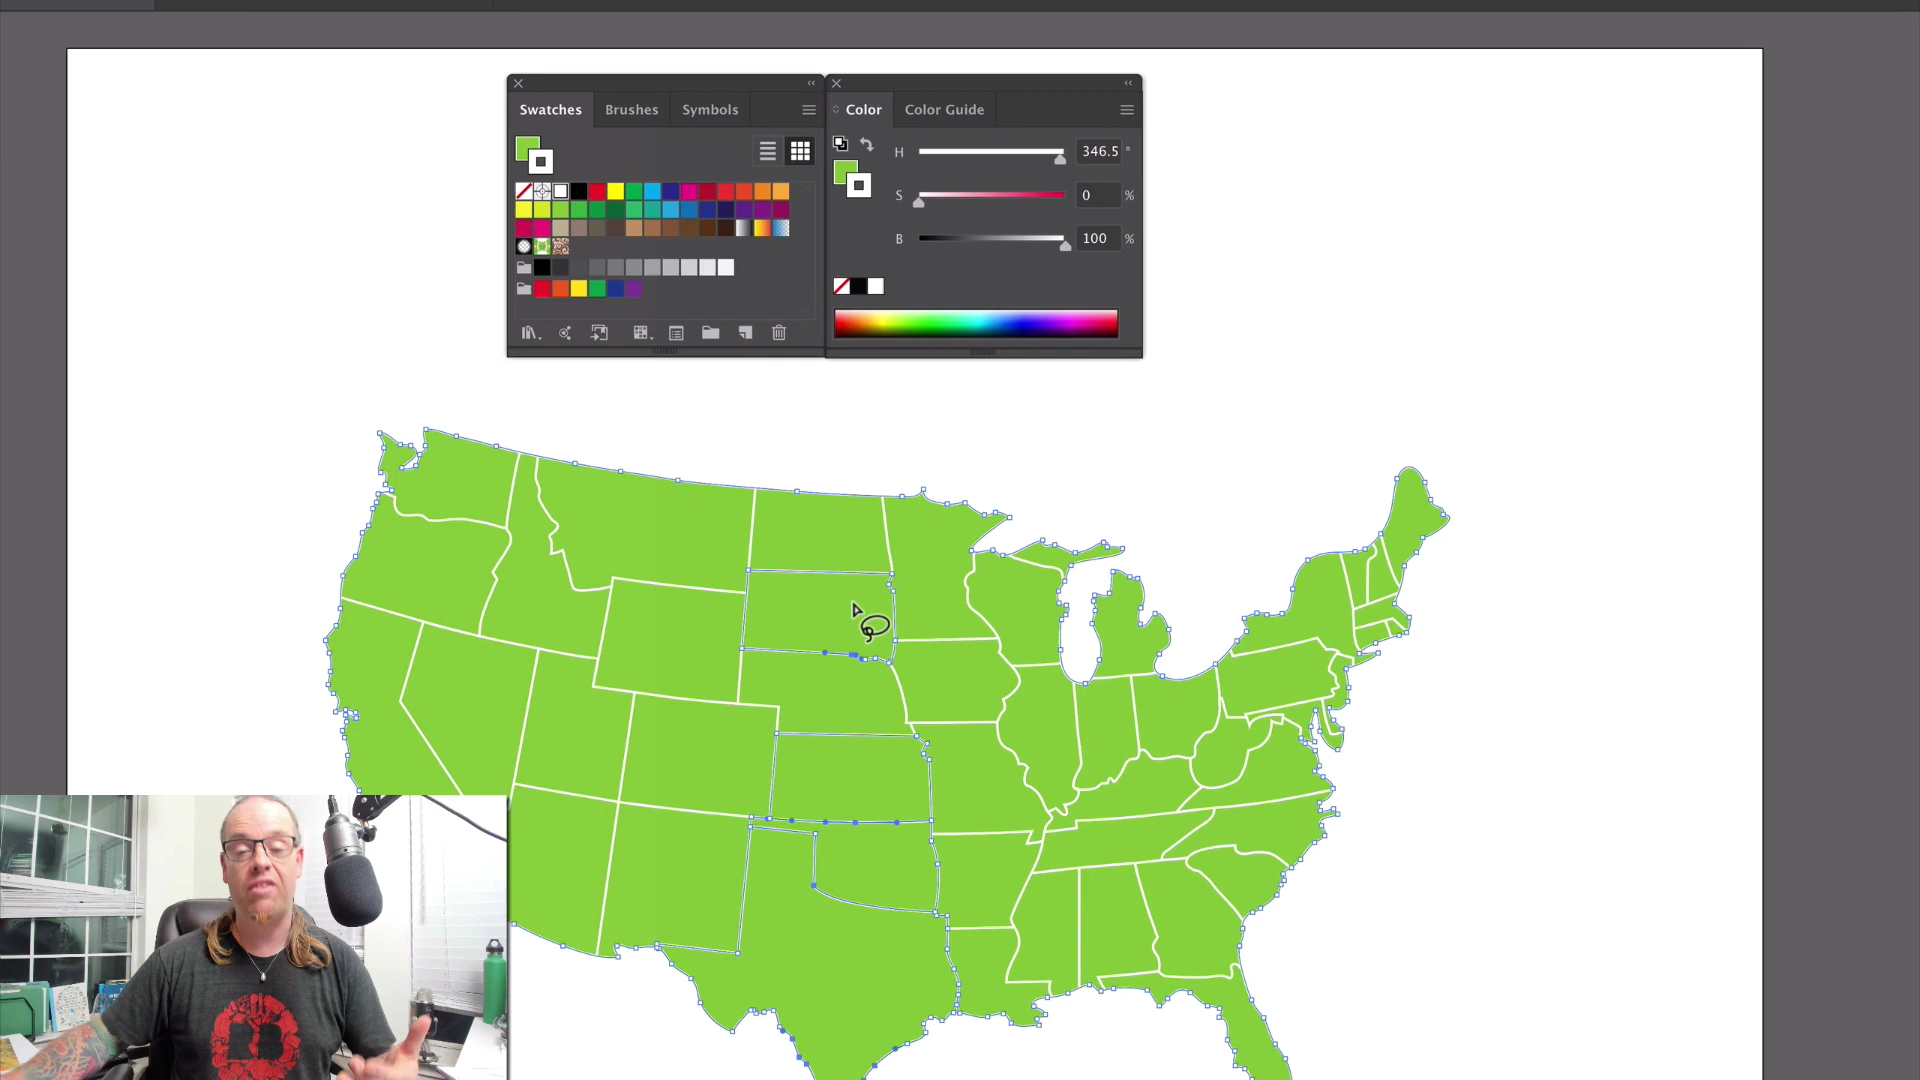 Swatches Brushes Symbols
Color Color Guide
H 346.5 °
S 0 %
B 100 %